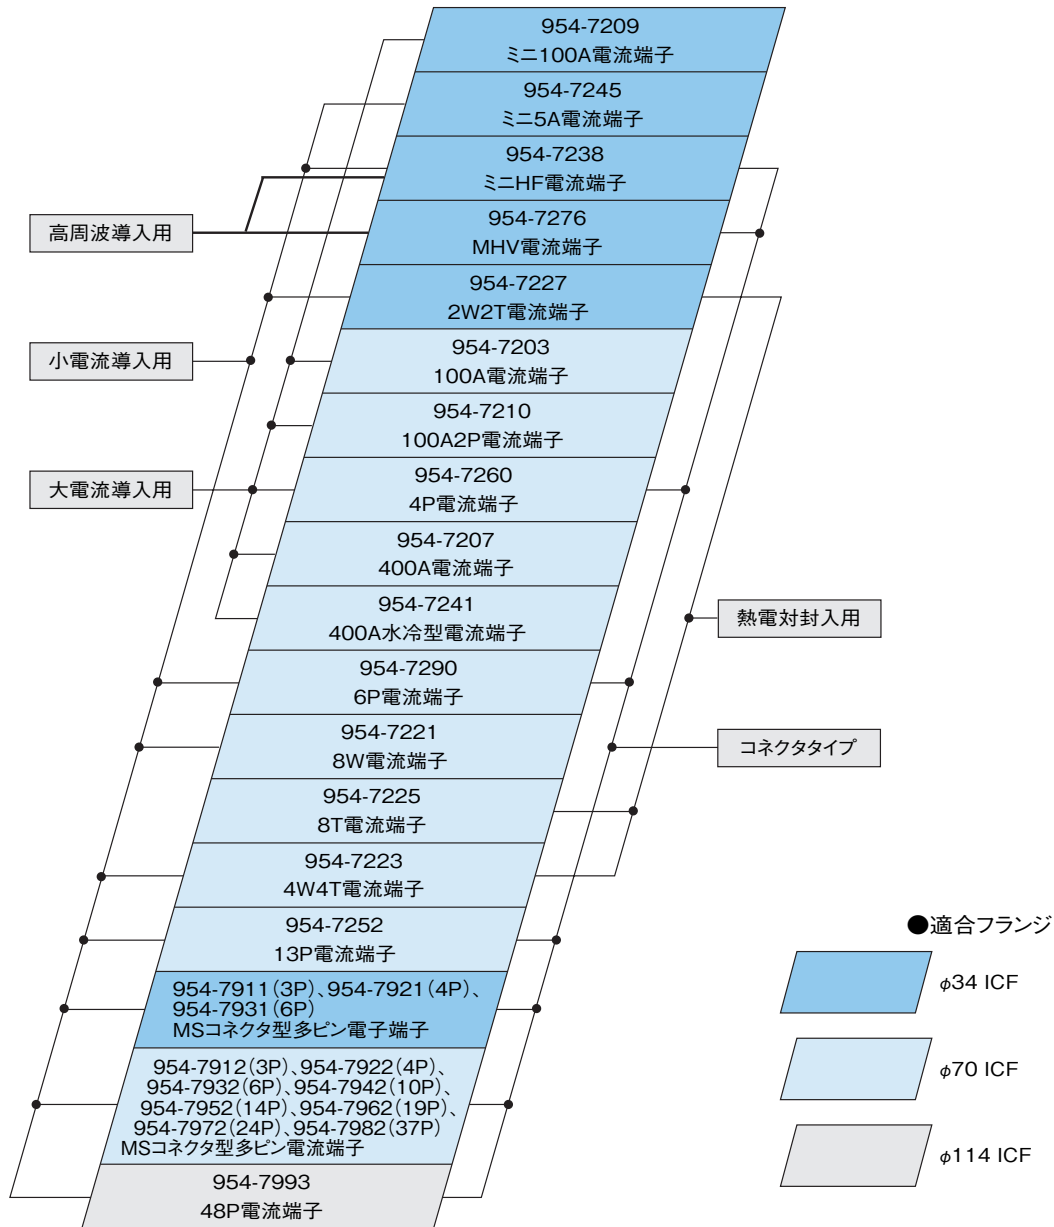 954-7209
ミニ100A電流端子
954-7245
ミニ5A電流端子
954-7238
ミニHF電流端子
高周波導入用
954-7276
MHV電流端子
954-7227
2W2T電流端子
小電流導入用
954-7203
100A電流端子
954-7210
100A2P電流端子
大電流導入用
954-7260
4P電流端子
954-7207
400A電流端子
954-7241
400A水冷型電流端子
熱電対封入用
954-7290
6P電流端子
954-7221
8W電流端子
コネクタタイプ
954-7225
8T電流端子
954-7223
4W4T電流端子
954-7252
13P電流端子
954-7911(3P)、954-7921(4P)、
954-7931(6P)
MSコネクタ型多ピン電子端子
954-7912(3P)、954-7922(4P)、
954-7932(6P)、954-7942(10P)、
954-7952(14P)、954-7962(19P)、
954-7972(24P)、954-7982(37P)
MSコネクタ型多ピン電流端子
954-7993
48P電流端子
●適合フランジ
φ34 ICF
φ70 ICF
φ114 ICF